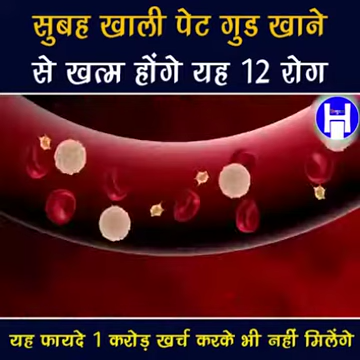 सुबह खाली पेट गुड खाने
से खत्म होंगे यह 12 रोग
यह फायदे 1 करोड़ खर्च करके भी नहीं मिलेंगे